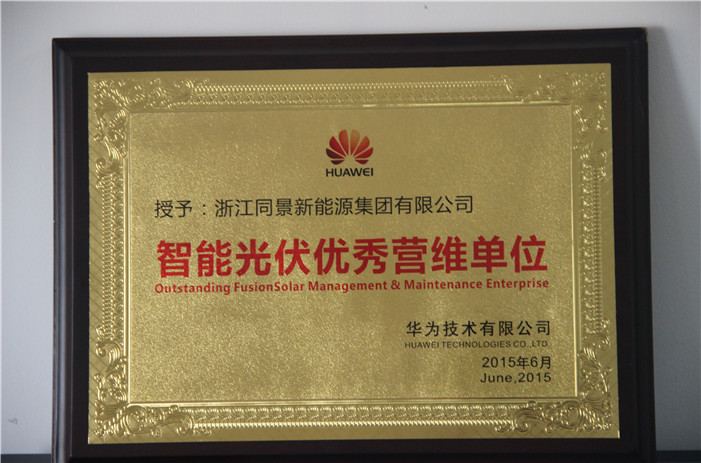 HUAWEI
授予：浙江同景新能源集团有限公司
智能光伏优秀营维单位
Outstanding FusionSolar Management & Maintenance Enterprise
华为技术有限公司
HUAWEI TECHNOLOGIES CO.,LTD.
2015年6月
June,2015